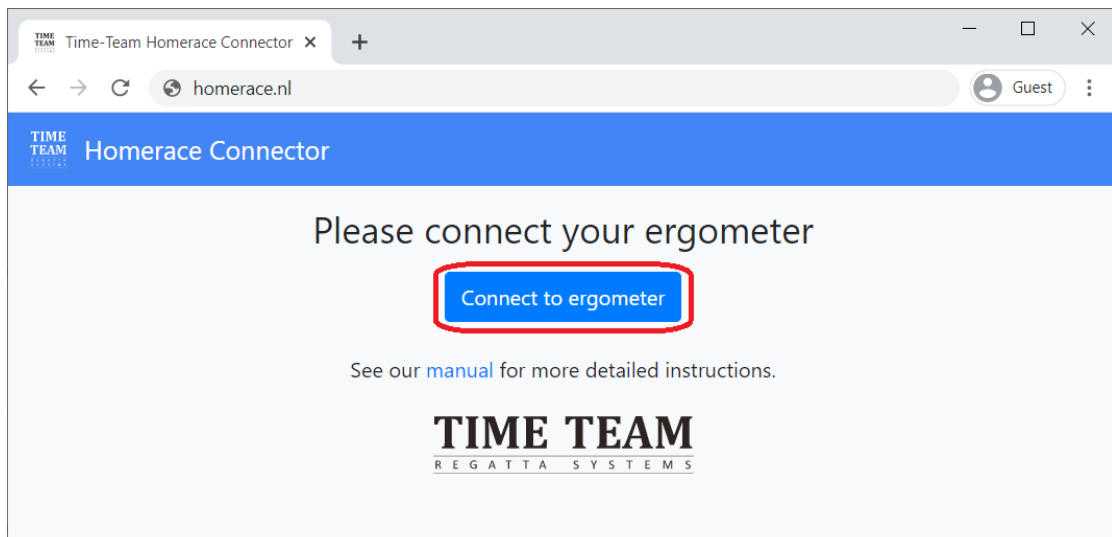 TIME
TEAM
Time-Team Homerace Connector
homerace.nl
Guest
TIME
TEAM
Homerace Connector
Please connect your ergometer
Connect to ergometer
See our manual for more detailed instructions.
TIME TEAM
REGATTA SYSTEMS